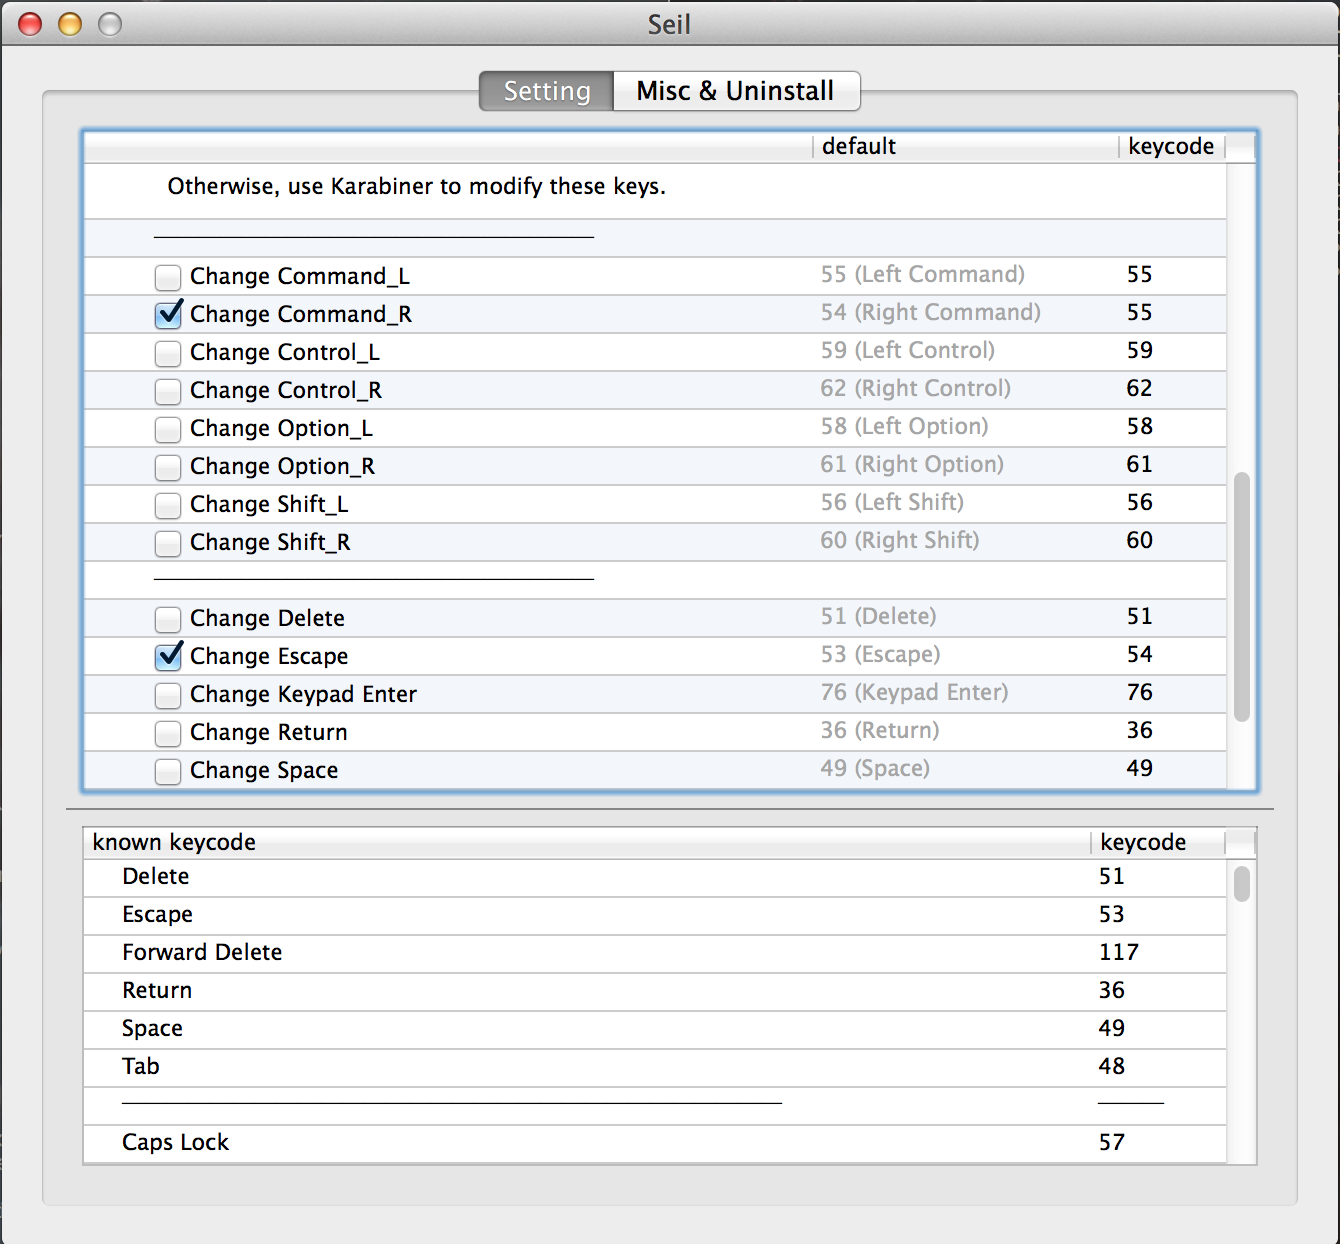 Seil
Setting Misc & Uninstall
default keycode
Otherwise, use Karabiner to modify these keys.
Change Command_L 55 (Left Command) 55
Change Command_R 54 (Right Command) 55
Change Control_L 59 (Left Control) 59
Change Control_R 62 (Right Control) 62
Change Option_L 58 (Left Option) 58
Change Option_R 61 (Right Option) 61
Change Shift_L 56 (Left Shift) 56
Change Shift_R 60 (Right Shift) 60
Change Delete 51 (Delete) 51
Change Escape 53 (Escape) 54
Change Keypad Enter 76 (Keypad Enter) 76
Change Return 36 (Return) 36
Change Space 49 (Space) 49
known keycode keycode
Delete 51
Escape 53
Forward Delete 117
Return 36
Space 49
Tab 48
Caps Lock 57